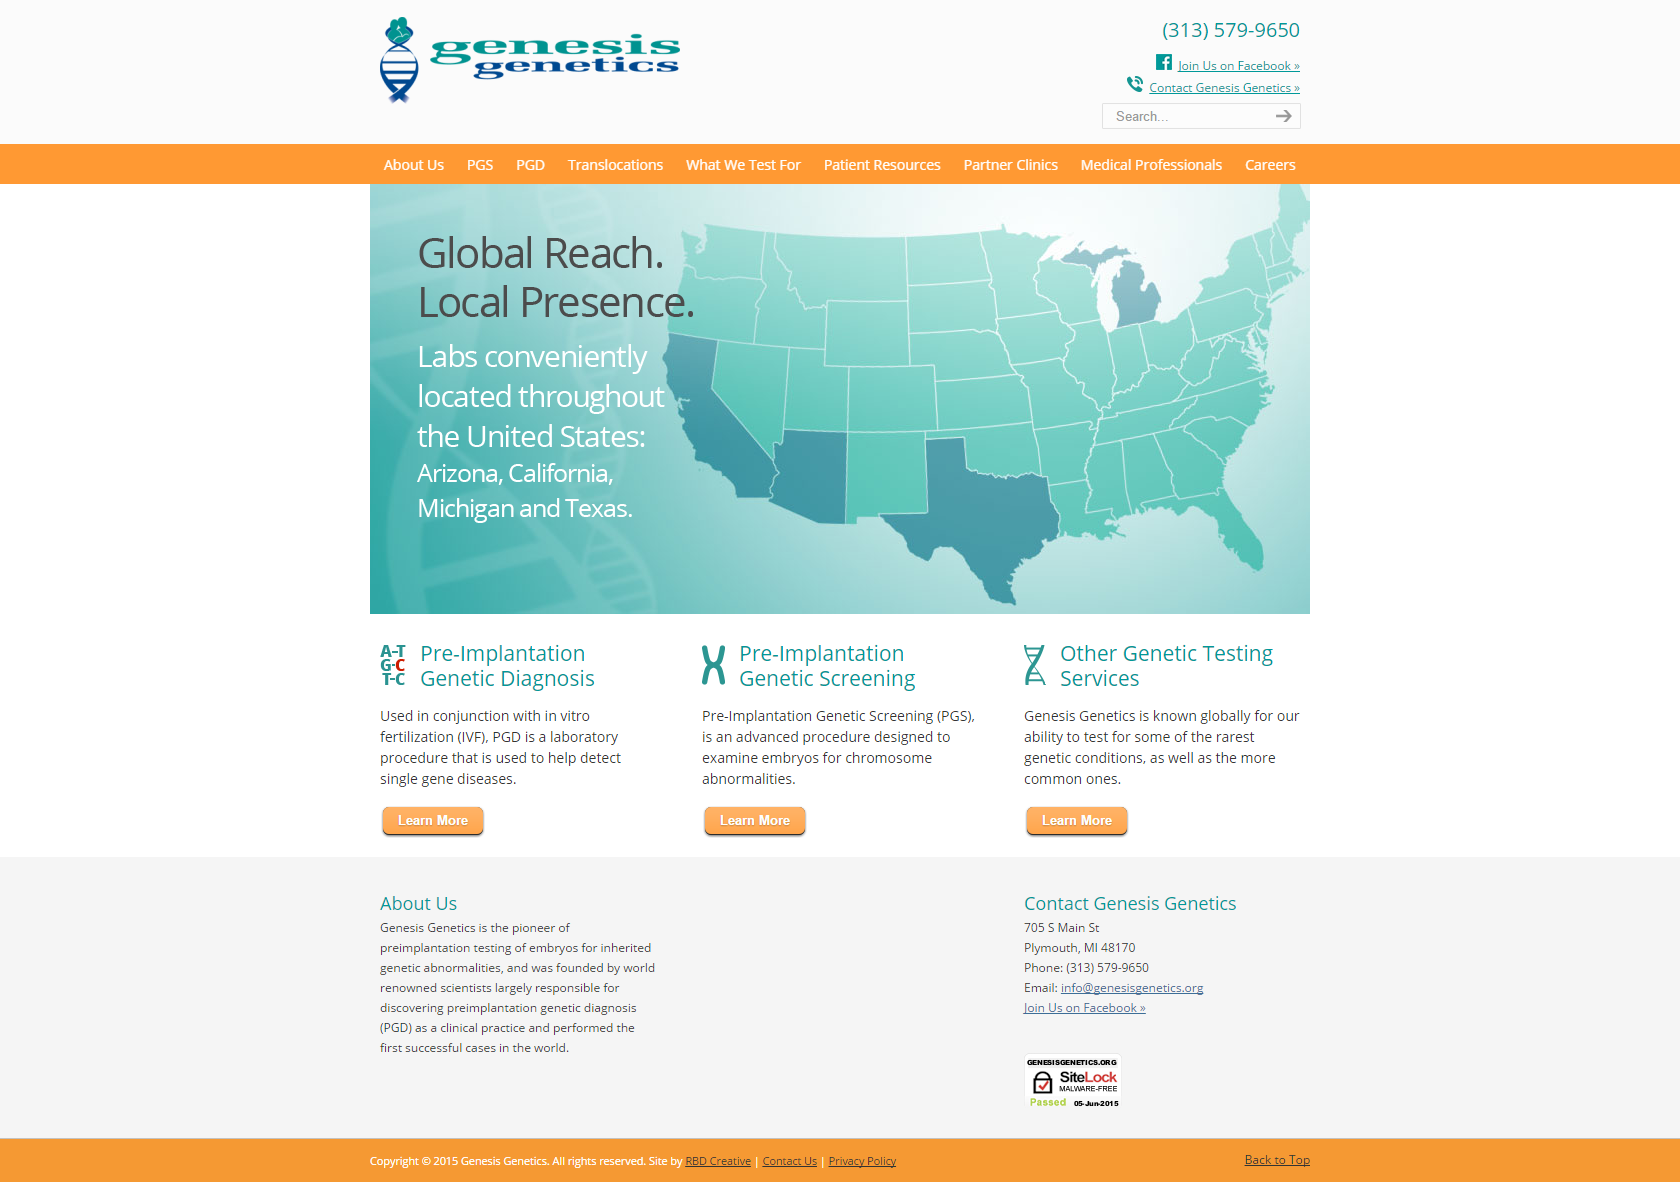 genesis
genetics
(313) 579-9650
Join Us on Facebook »
Contact Genesis Genetics »
Search...
About Us PGS PGD Translocations What We Test For Patient Resources Partner Clinics Medical Professionals Careers
Global Reach.
Local Presence.
Labs conveniently
located throughout
the United States:
Arizona, California,
Michigan and Texas.
A-T
G-C
T-C
Pre-Implantation
Genetic Diagnosis
Used in conjunction with in vitro
fertilization (IVF), PGD is a laboratory
procedure that is used to help detect
single gene diseases.
Learn More
Pre-Implantation
Genetic Screening
Pre-Implantation Genetic Screening (PGS),
is an advanced procedure designed to
examine embryos for chromosome
abnormalities.
Learn More
Other Genetic Testing
Services
Genesis Genetics is known globally for our
ability to test for some of the rarest
genetic conditions, as well as the more
common ones.
Learn More
About Us
Genesis Genetics is the pioneer of
preimplantation testing of embryos for inherited
genetic abnormalities, and was founded by world
renowned scientists largely responsible for
discovering preimplantation genetic diagnosis
(PGD) as a clinical practice and performed the
first successful cases in the world.
Contact Genesis Genetics
705 S Main St
Plymouth, MI 48170
Phone: (313) 579-9650
Email: info@genesisgenetics.org
Join Us on Facebook »
GENESISGENETICS.ORG
SiteLock
MALWARE-FREE
Passed 05-Jun-2015
Copyright © 2015 Genesis Genetics. All rights reserved. Site by RBD Creative | Contact Us | Privacy Policy
Back to Top